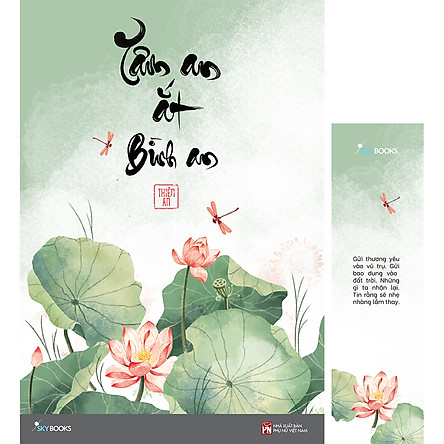 Tâm an
ắt
Bình an
THIÊN
AN
SKYBOOKS
NHÀ XUẤT BẢN
PHỤ NỮ VIỆT NAM
SKYBOOKS
Gửi thương yêu
vào vũ trụ. Gửi
bao dung vào
đất trời. Những
gì ta nhận lại.
Tin rằng sẽ nhẹ
nhàng lắm thay.